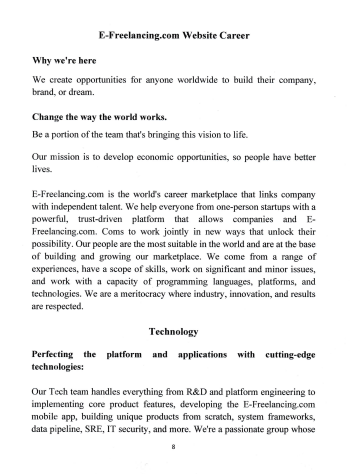 E-Freelancing.com Website Career
Why we're here
We create opportunities for anyone worldwide to build their company,
brand, or dream.
Change the way the world works.
Be a portion of the team that's bringing this vision to life.
Our mission is to develop economic opportunities, so people have better
lives.
E-Freelancing.com is the world's career marketplace that links company
with independent talent. We help everyone from one-person startups with a
powerful, trust-driven platform that allows companies and E-
Freelancing.com. Coms to work jointly in new ways that unlock their
possibility. Our people are the most suitable in the world and are at the base
of building and growing our marketplace. We come from a range of
experiences, have a scope of skills, work on significant and minor issues,
and work with a capacity of programming languages, platforms, and
technologies. We are a meritocracy where industry, innovation, and results
are respected.
Technology
Perfecting the platform and applications with cutting-edge
technologies:
Our Tech team handles everything from R&D and platform engineering to
implementing core product features, developing the E-Freelancing.com
mobile app, building unique products from scratch, system frameworks,
data pipeline, SRE, IT security, and more. We're a passionate group whose
8